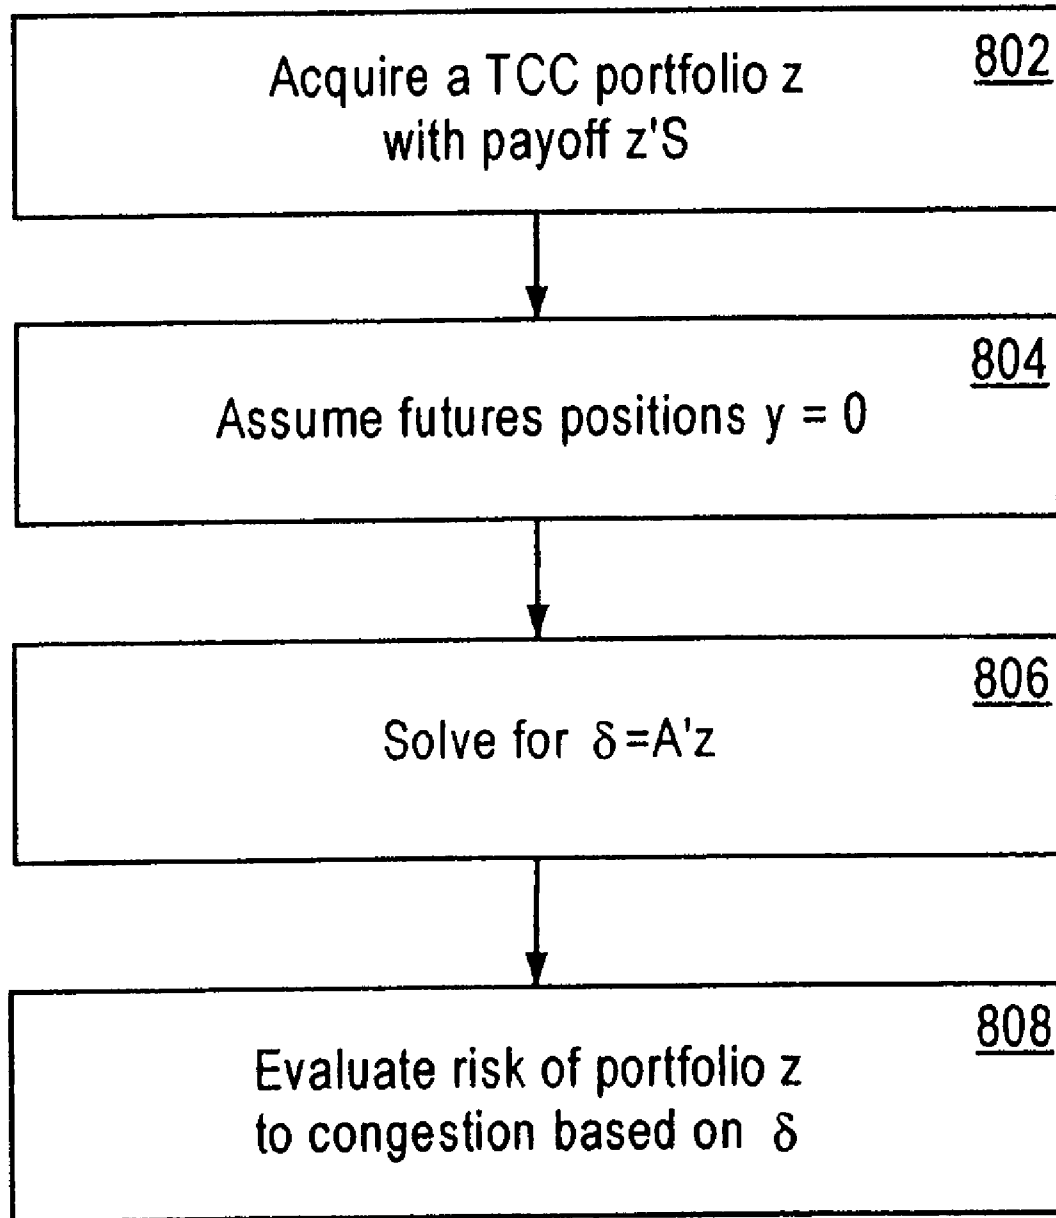 802
Acquire a TCC portfolio z
with payoff z'S
804
Assume futures positions y = 0
806
Solve for δ=A'z
808
Evaluate risk of portfolio z
to congestion based on δ